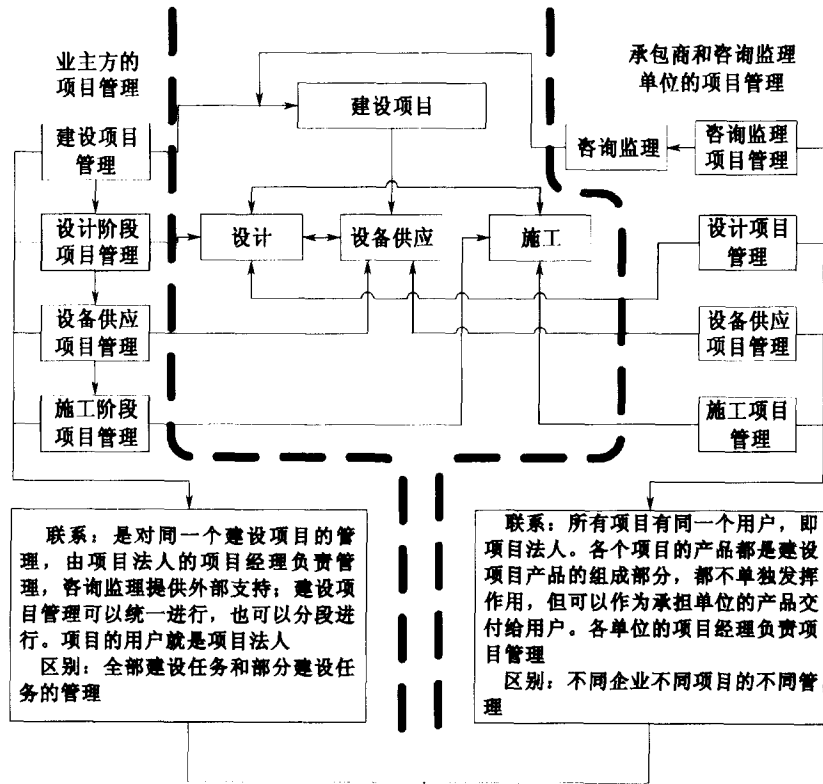 业主方的
项目管理
承包商和咨询监理
单位的项目管理
建设项目
建设项目
管理
咨询监理
咨询监理
项目管理
设计阶段
项目管理
设计
设备供应
施工
设计项目
管理
设备供应
项目管理
设备供应
项目管理
施工阶段
项目管理
施工项目
管理
联系：是对同一个建设项目的管
理，由项目法人的项目经理负责管
理，咨询监理提供外部支持；建设项
目管理可以统一进行，也可以分段进
行。项目的用户就是项目法人
区别：全部建设任务和部分建设任
务的管理
联系：所有项目有同一个用户，即
项目法人。各个项目的产品都是建设
项目产品的组成部分，都不单独发挥
作用，但可以作为承担单位的产品交
付给用户。各单位的项目经理负责项
目管理
区别：不同企业不同项目的不同管
理